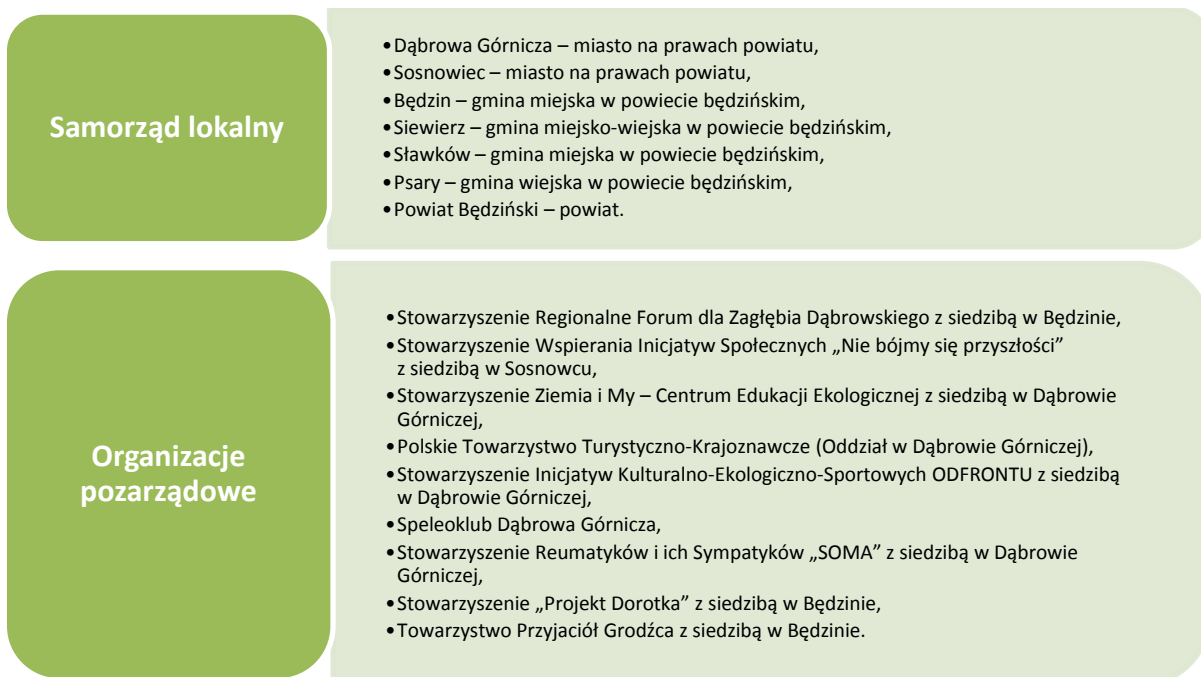 Samorząd lokalny
•Dąbrowa Górnicza – miasto na prawach powiatu,
•Sosnowiec – miasto na prawach powiatu,
•Będzin – gmina miejska w powiecie będzińskim,
•Siewierz – gmina miejsko-wiejska w powiecie będzińskim,
•Sławków – gmina miejska w powiecie będzińskim,
•Psary – gmina wiejska w powiecie będzińskim,
•Powiat Będziński – powiat.
Organizacje
pozarządowe
•Stowarzyszenie Regionalne Forum dla Zagłębia Dąbrowskiego z siedzibą w Będzinie,
•Stowarzyszenie Wspierania Inicjatyw Społecznych „Nie bójmy się przyszłości”
z siedzibą w Sosnowcu,
•Stowarzyszenie Ziemia i My – Centrum Edukacji Ekologicznej z siedzibą w Dąbrowie
Górniczej,
•Polskie Towarzystwo Turystyczno-Krajoznawcze (Oddział w Dąbrowie Górniczej),
•Stowarzyszenie Inicjatyw Kulturalno-Ekologiczno-Sportowych ODFRONTU z siedzibą
w Dąbrowie Górniczej,
•Speleoklub Dąbrowa Górnicza,
•Stowarzyszenie Reumatyków i ich Sympatyków „SOMA” z siedzibą w Dąbrowie
Górniczej,
•Stowarzyszenie „Projekt Dorotka” z siedzibą w Będzinie,
•Towarzystwo Przyjaciół Grodźca z siedzibą w Będzinie.